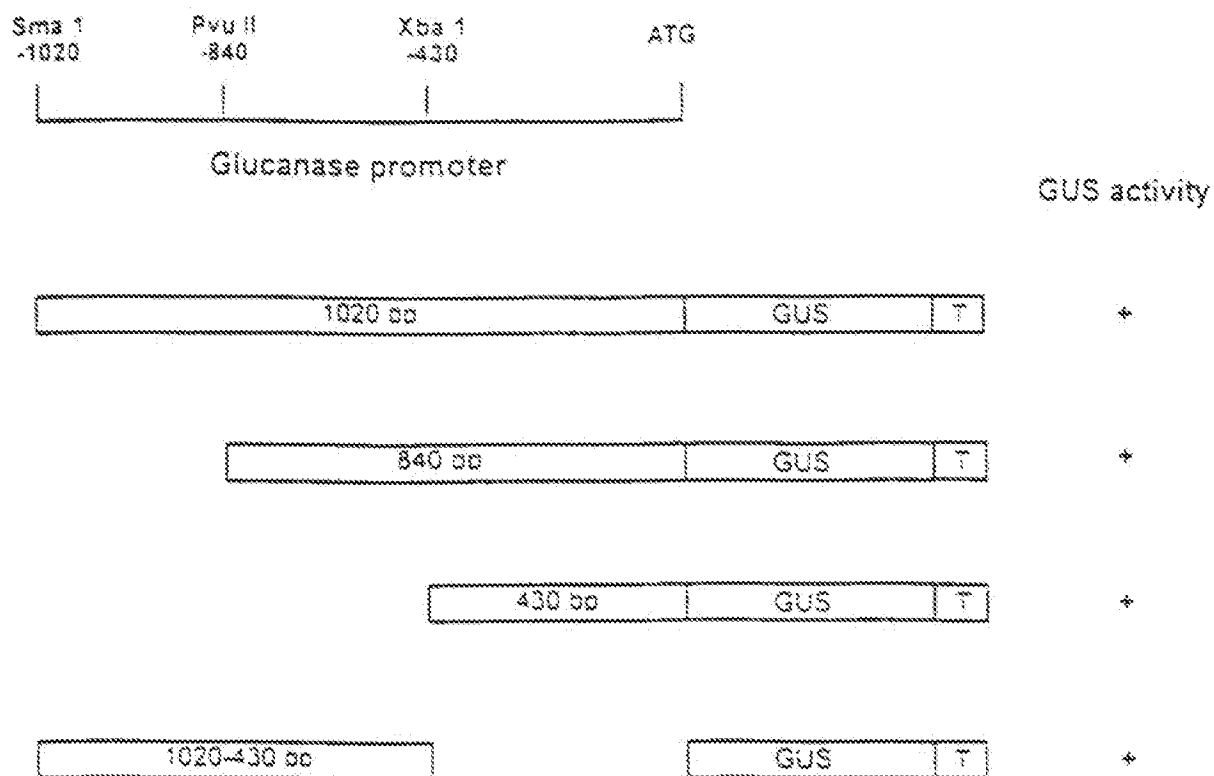 Sma 1 Pvu II Xba 1 ATG
-1020 -840 -430
Glucanase promoter
GUS activity
1020 bp GUS T +
840 bp GUS T +
430 bp GUS T +
1020-430 bp GUS T +